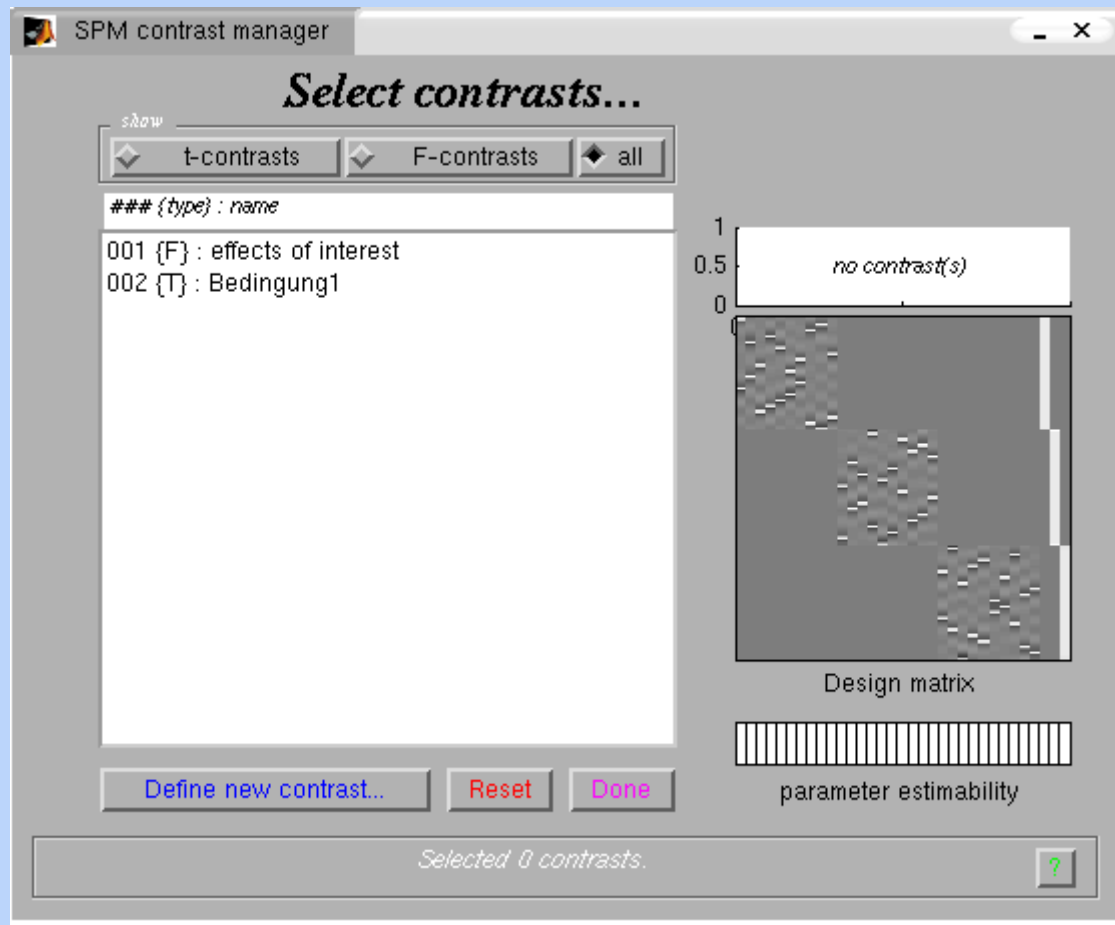 SPM contrast manager
Select contrasts...
show
t-contrasts F-contrasts all
### {type} : name
001 {F} : effects of interest
002 {T} : Bedingung1
1
0.5
0
no contrast(s)
Design matrix
parameter estimability
Define new contrast... Reset Done
Selected 0 contrasts.
?